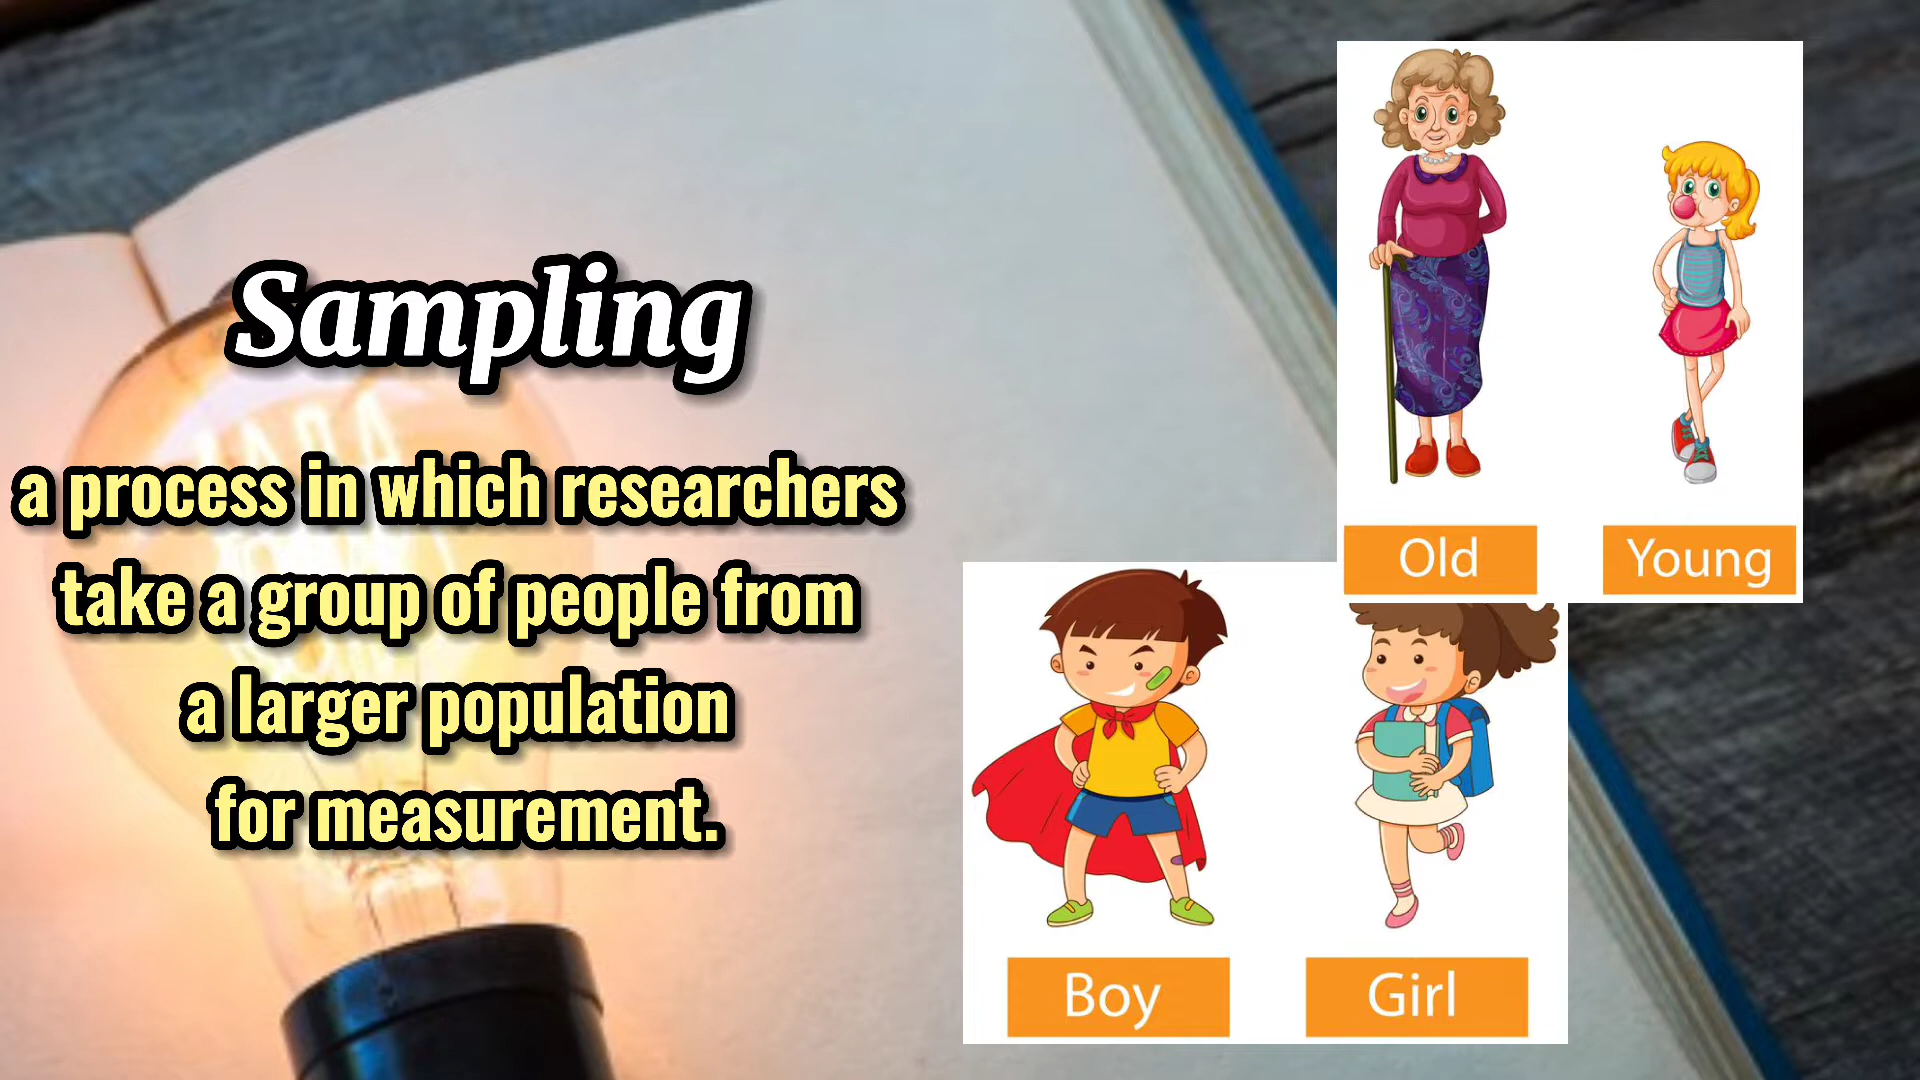 Sampling
a process in which researchers
take a group of people from
a larger population
for measurement.
Old
Young
Boy
Girl